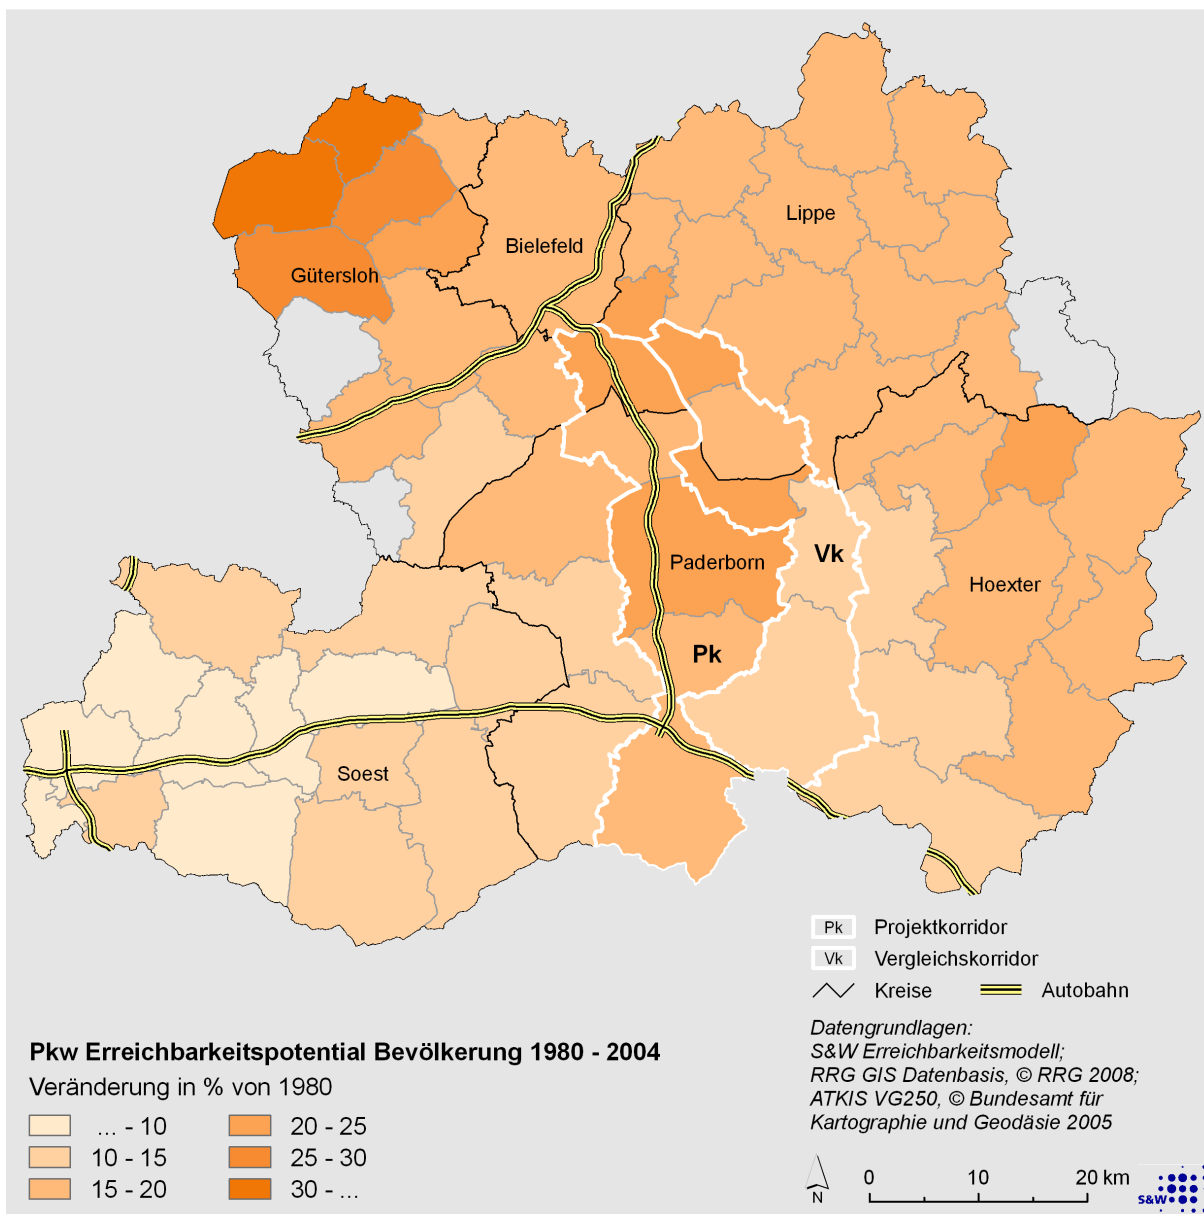 Lippe
Bielefeld
Gütersloh
Vk
Paderborn
Hoexter
Pk
Soest
Pk Projektkorridor
Vk Vergleichskorridor
Kreise Autobahn
Datengrundlagen:
S&W Erreichbarkeitsmodell;
RRG GIS Datenbasis, © RRG 2008;
ATKIS VG250, © Bundesamt für
Kartographie und Geodäsie 2005
Pkw Erreichbarkeitspotential Bevölkerung 1980 - 2004
Veränderung in % von 1980
... - 10 20 - 25
10 - 15 25 - 30
15 - 20 30 - ...
N
0 10 20 km
S&W